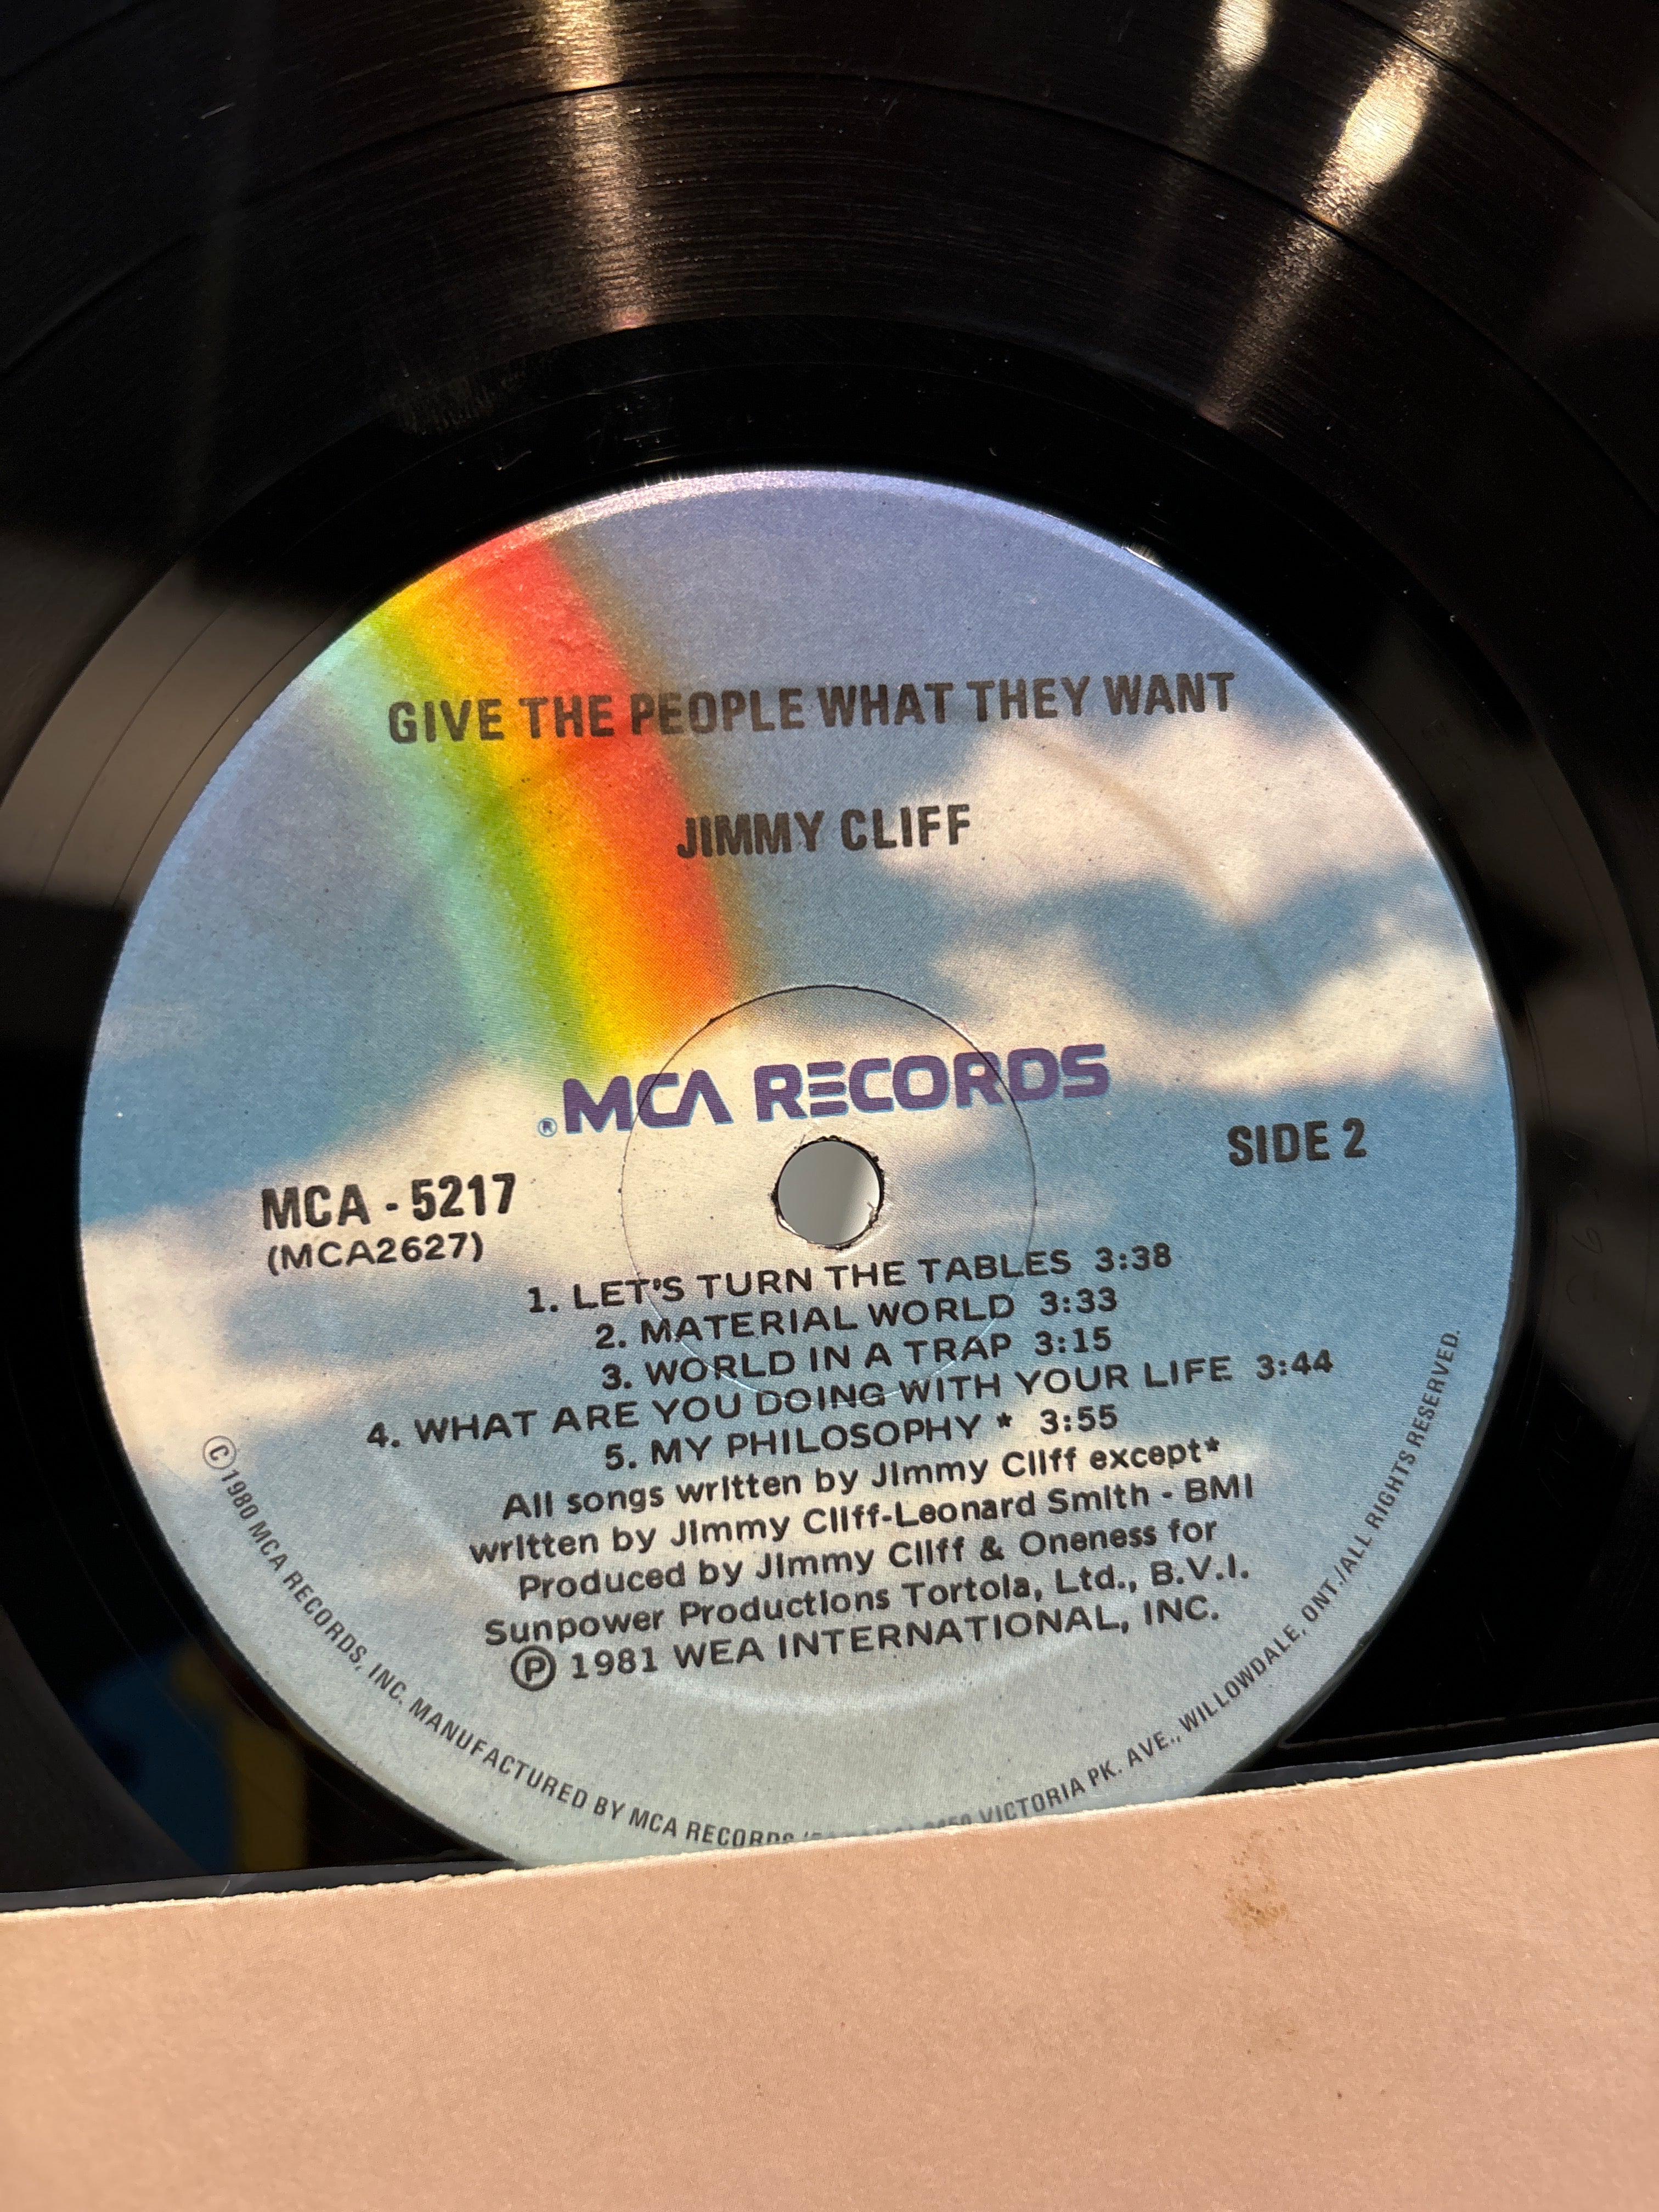 GIVE THE PEOPLE WHAT THEY WANT
JIMMY CLIFF
® MCA RECORDS
SIDE 2
MCA - 5217
(MCA2627)
1. LET'S TURN THE TABLES 3:38
2. MATERIAL WORLD 3:33
3. WORLD IN A TRAP 3:15
4. WHAT ARE YOU DOING WITH YOUR LIFE 3:44
5. MY PHILOSOPHY * 3:55
All songs written by Jimmy Cliff except*
written by Jimmy Cliff-Leonard Smith - BMI
Produced by Jimmy Cliff & Oneness for
Sunpower Productions Tortola, Ltd., B.V.I.
Ⓟ 1981 WEA INTERNATIONAL, INC.
© 1980 MCA RECORDS, INC. MANUFACTURED BY MCA RECORDS VICTORIA PK. AVE., WILLOWDALE, ONT./ALL RIGHTS RESERVED.